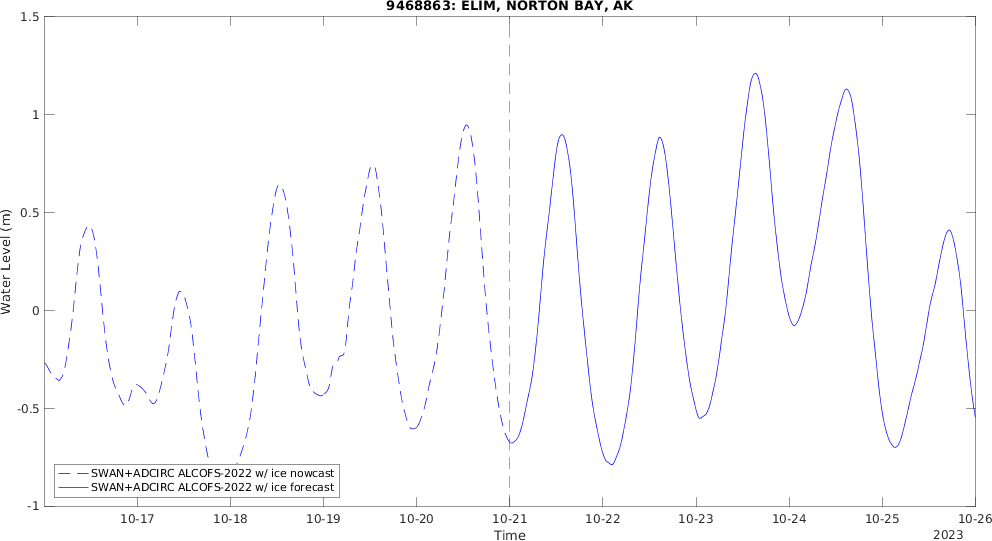 9468863: ELIM, NORTON BAY, AK
1.5
1
0.5
0
-0.5
-1
Water Level (m)
SWAN+ADCIRC ALCOFS-2022 w/ ice nowcast
SWAN+ADCIRC ALCOFS-2022 w/ ice forecast
10-17 10-18 10-19 10-20 10-21 10-22 10-23 10-24 10-25 10-26
Time
2023